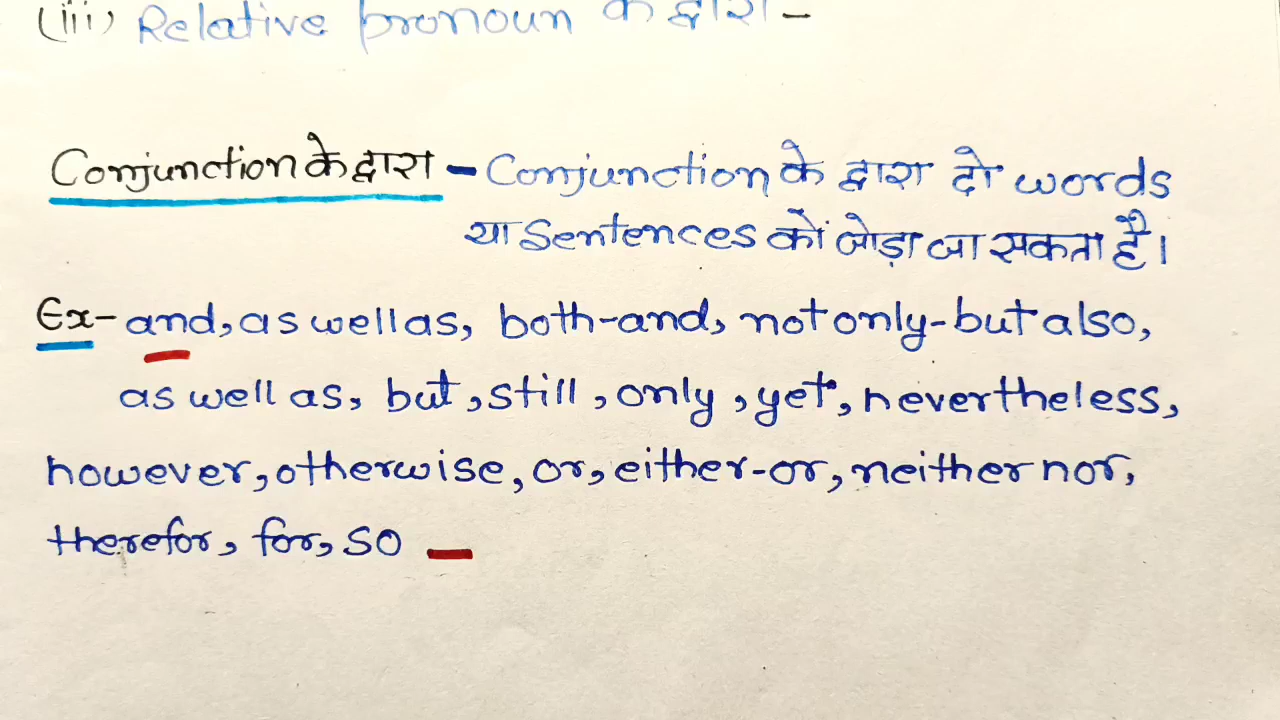 (iii) Relative pronoun के द्वारा -
Conjunction के द्वारा - Conjunction के द्वारा दो words
या Sentences को जोड़ा जा सकता है।
Ex- and, as well as, both-and, not only-but also,
as well as, but, still, only, yet, nevertheless,
however, otherwise, or, either-or, neither nor,
therefor, for, so